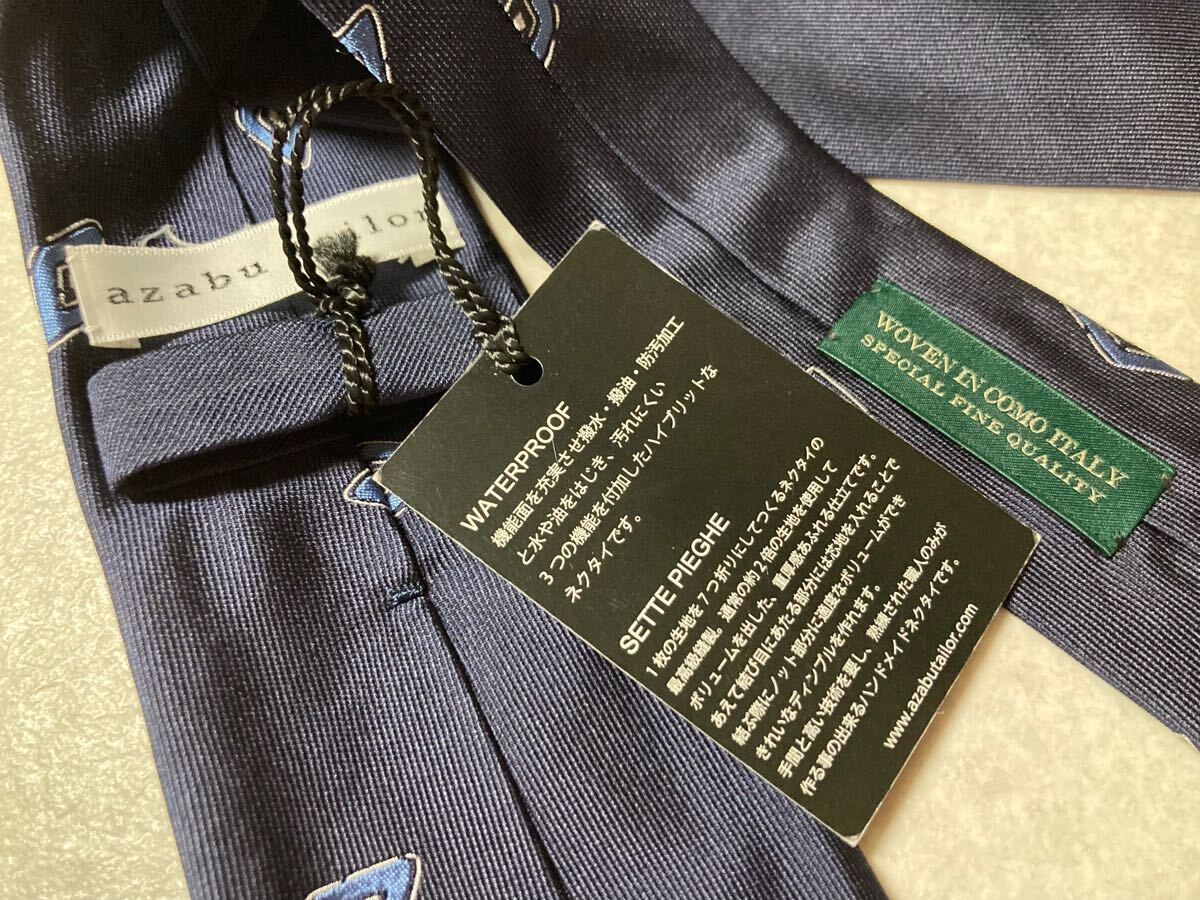 azabu ilor
WATERPROOF
機能面を充実させ撥水・撥油・防汚加工
と水や油をはじき、汚れにくい
3つの機能を付加したハイブリットな
ネクタイです。
SETTE PIEGHE
1枚の生地を7つ折りにしてつくるネクタイの
最高級縫製。通常の約2倍の生地を使用して
ボリュームを出した、重厚感あふれる仕立てです。
あえて結び目にあたる部分には芯地を入れることで
結ぶ際にノット部分に適度なボリュームができ
きれいなディンプルを作れます。
手間と高い技術を要し、熟練された職人のみが
作る事の出来るハンドメイドネクタイです。
www.azabutailor.com
WOVEN IN COMO ITALY
SPECIAL FINE QUALITY